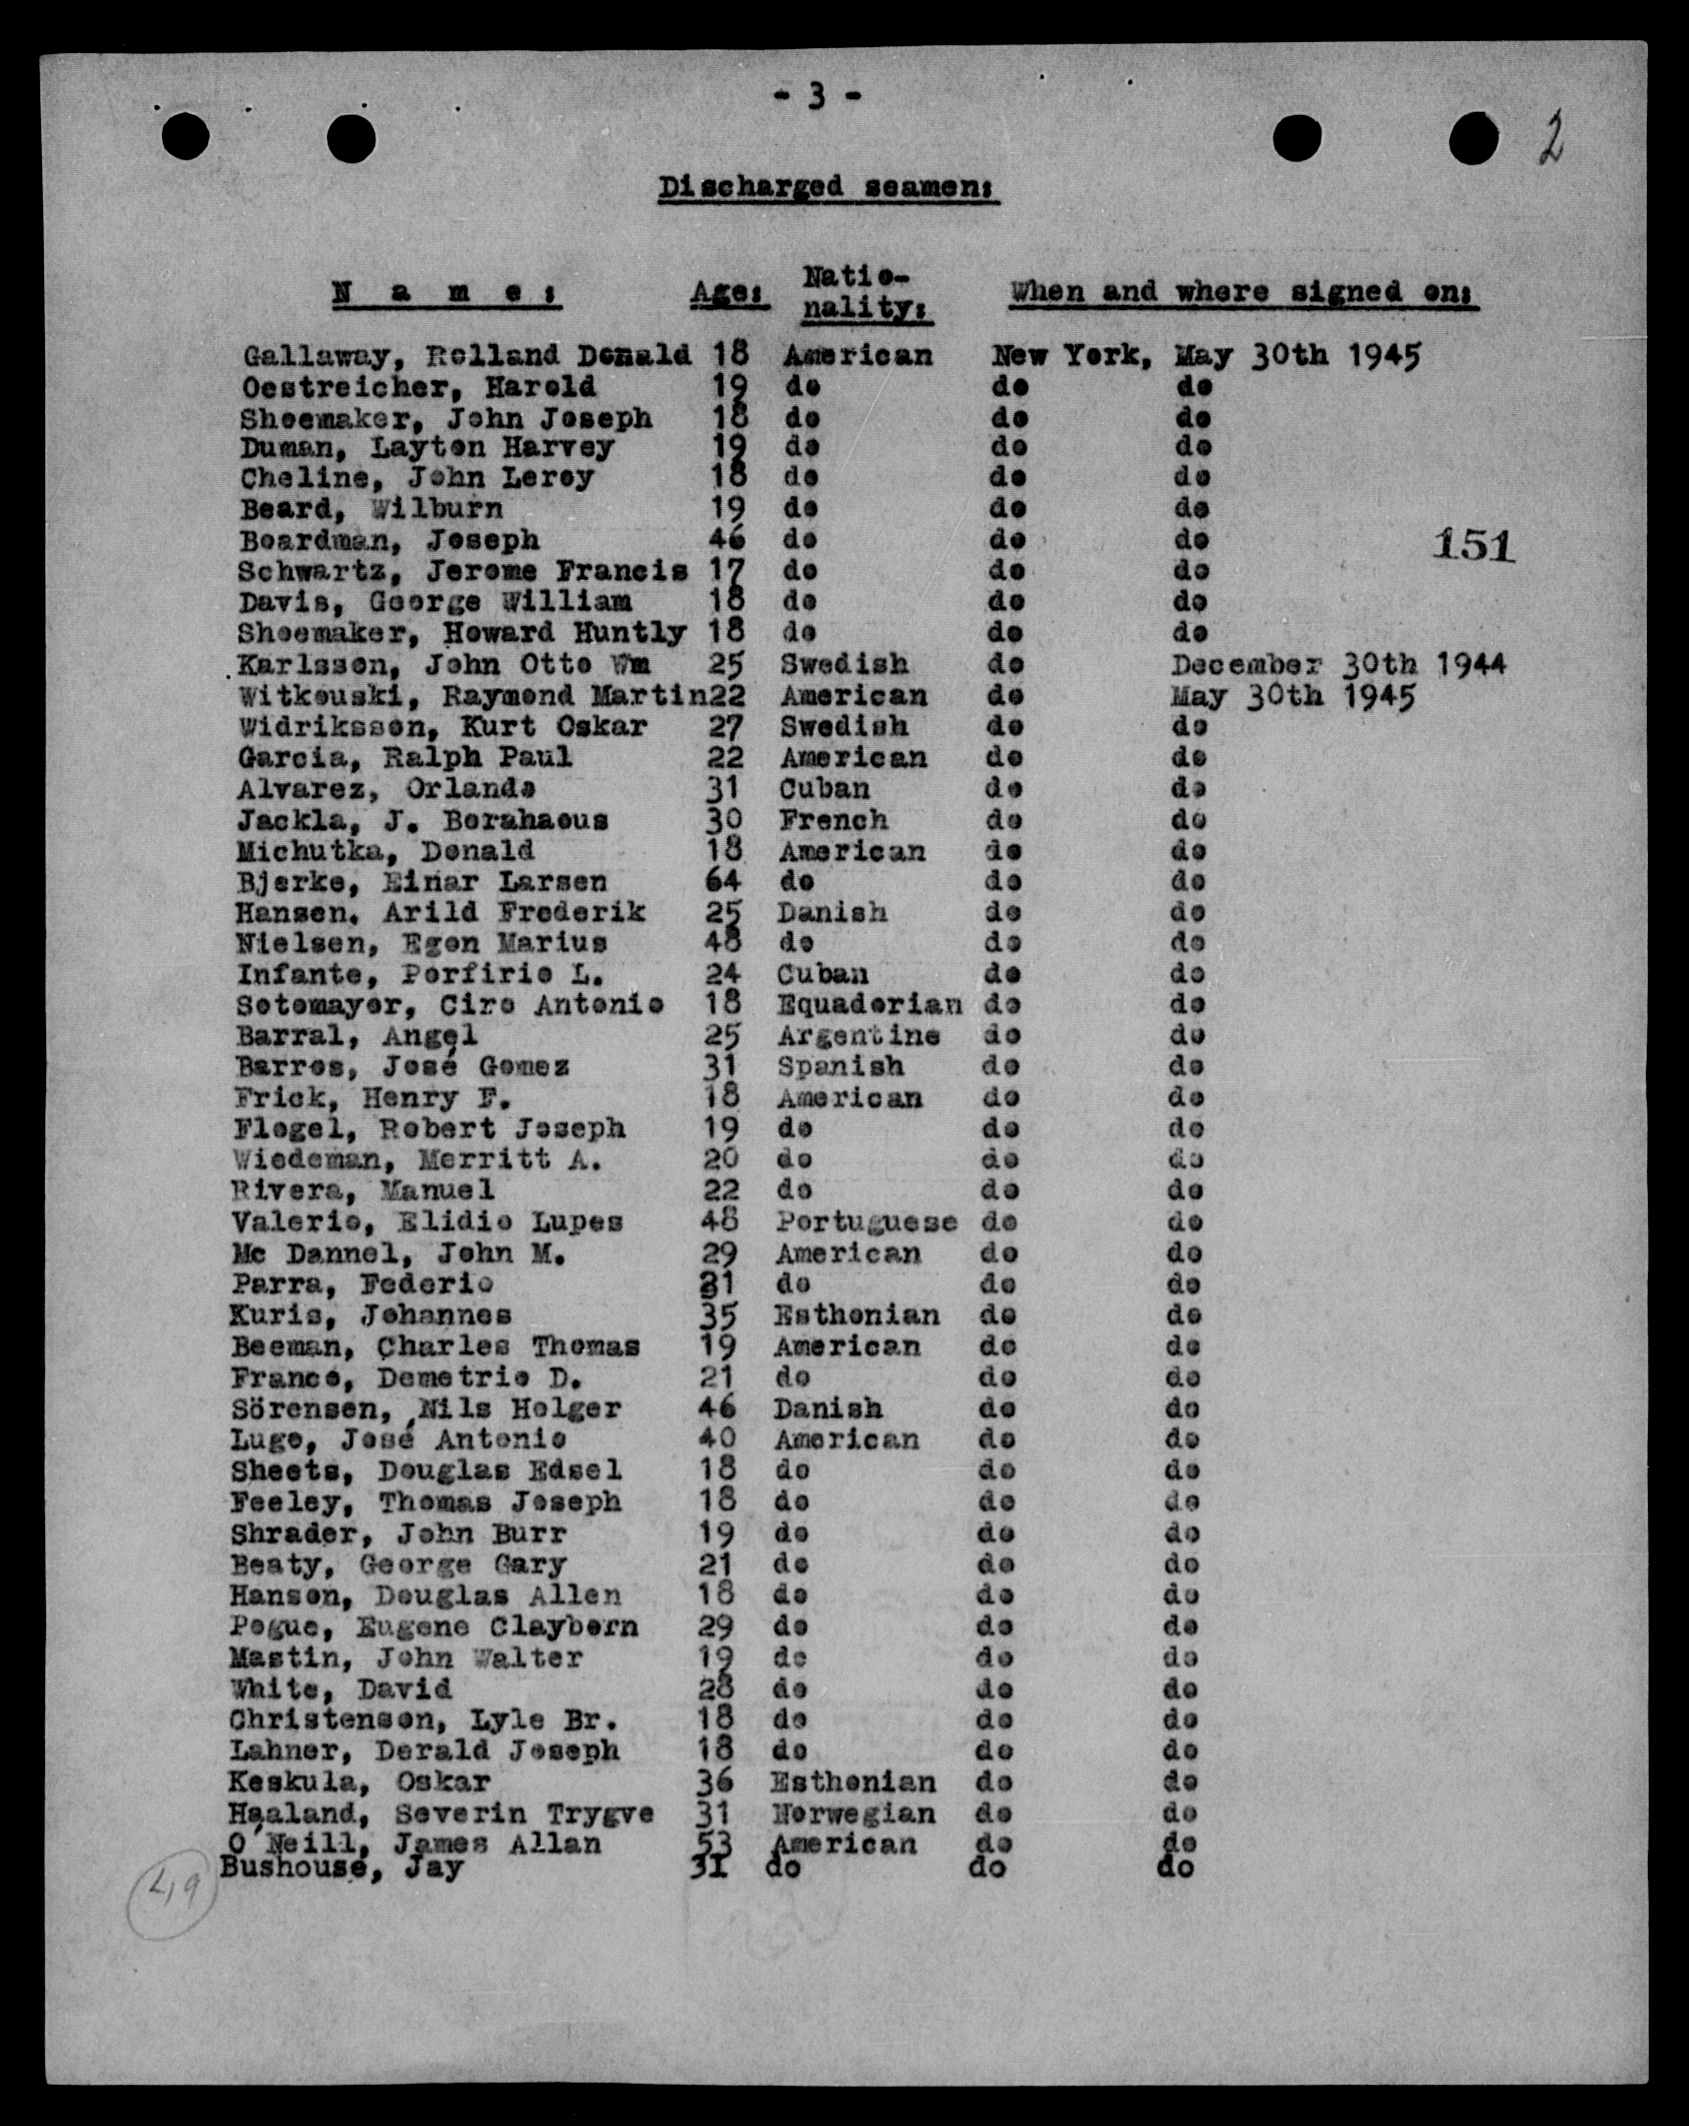 - 3 -
2
Discharged seamen:
N a m e : Age: Natio- When and where signed on:
nality:
Gallaway, Rolland Donald 18 American New York, May 30th 1945
Oestreicher, Harold 19 do do do
Shoemaker, John Joseph 18 do do do
Duman, Layton Harvey 19 do do do
Cheline, John Leroy 18 do do do
Beard, Wilburn 19 do do do
Boardman, Joseph 46 do do do 151
Schwartz, Jerome Francis 17 do do do
Davis, George William 18 do do do
Shoemaker, Howard Huntly 18 do do do
Karlsson, John Otto Wm 25 Swedish do December 30th 1944
Witkouski, Raymond Martin22 American do May 30th 1945
Widriksson, Kurt Oskar 27 Swedish do do
Garcia, Ralph Paul 22 American do do
Alvarez, Orlando 31 Cuban do do
Jackla, J. Borahaous 30 French do do
Michutka, Donald 18 American do do
Bjerke, Einar Larsen 64 do do do
Hansen. Arild Frederik 25 Danish do do
Nielsen, Egon Marius 48 do do do
Infante, Porfirio L. 24 Cuban do do
Sotomayor, Ciro Antonio 18 Equadorian do do
Barral, Angel 25 Argentine do do
Barros, José Gomez 31 Spanish do do
Frick, Henry F. 18 American do do
Flogel, Robert Joseph 19 do do do
Wiedeman, Merritt A. 20 do do do
Rivera, Manuel 22 do do do
Valerio, Elidio Lupes 48 Portuguese do do
Mc Dannel, John M. 29 American do do
Parra, Federio 31 do do do
Kuris, Johannes 35 Esthonian do do
Beeman, Charles Thomas 19 American do do
Franco, Demetrio D. 21 do do do
Sörensen, Nils Holger 46 Danish do do
Lugo, José Antonio 40 American do do
Sheets, Douglas Edsel 18 do do do
Feeley, Thomas Joseph 18 do do do
Shrader, John Burr 19 do do do
Beaty, George Gary 21 do do do
Hanson, Douglas Allen 18 do do do
Pogue, Eugene Clayborn 29 do do do
Mastin, John Walter 19 do do do
White, David 28 do do do
Christenson, Lyle Br. 18 do do do
Lahner, Derald Joseph 18 do do do
Keskula, Oskar 36 Esthonian do do
Haaland, Severin Trygve 31 Norwegian do do
O'Neill, James Allan 53 American do do
Bushouse, Jay 31 do do do
49